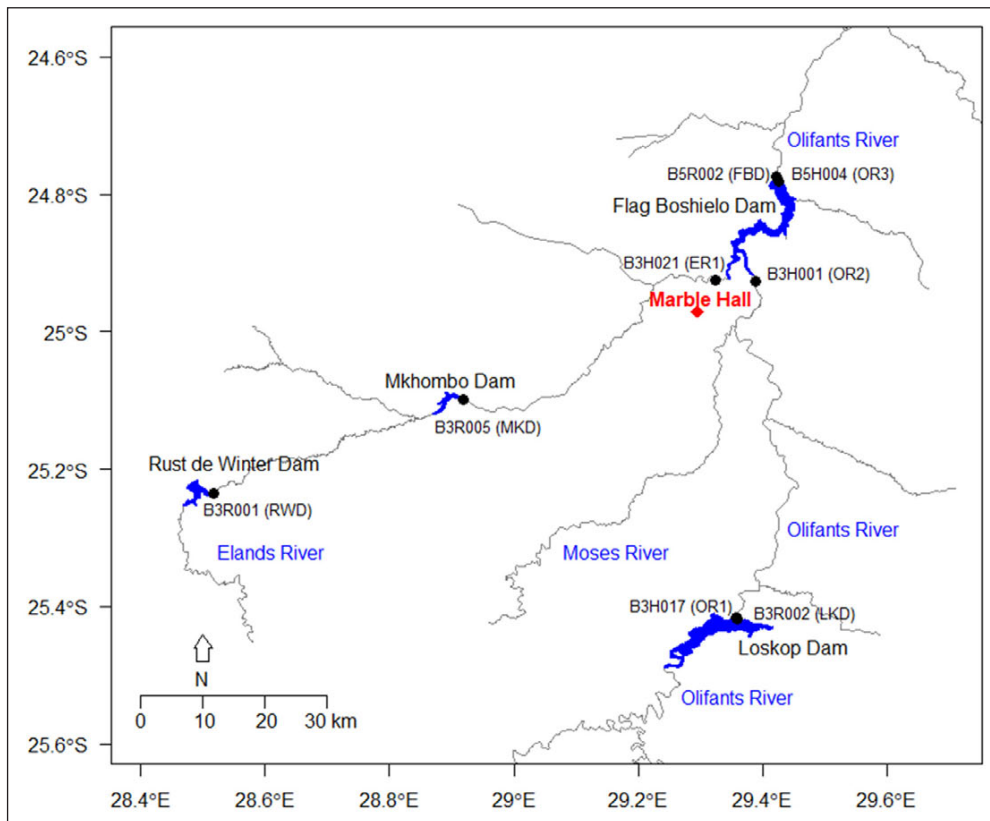 24.6°S
Olifants River
B5R002 (FBD)
B5H004 (OR3)
24.8°S
Flag Boshielo Dam
B3H021 (ER1)
B3H001 (OR2)
Marble Hall
25°S
Mkhombo Dam
B3R005 (MKD)
Rust de Winter Dam
25.2°S
B3R001 (RWD)
Elands River
Moses River
Olifants River
25.4°S
B3H017 (OR1)
B3R002 (LKD)
Loskop Dam
N
Olifants River
0 10 20 30 km
25.6°S
28.4°E 28.6°E 28.8°E 29°E 29.2°E 29.4°E 29.6°E